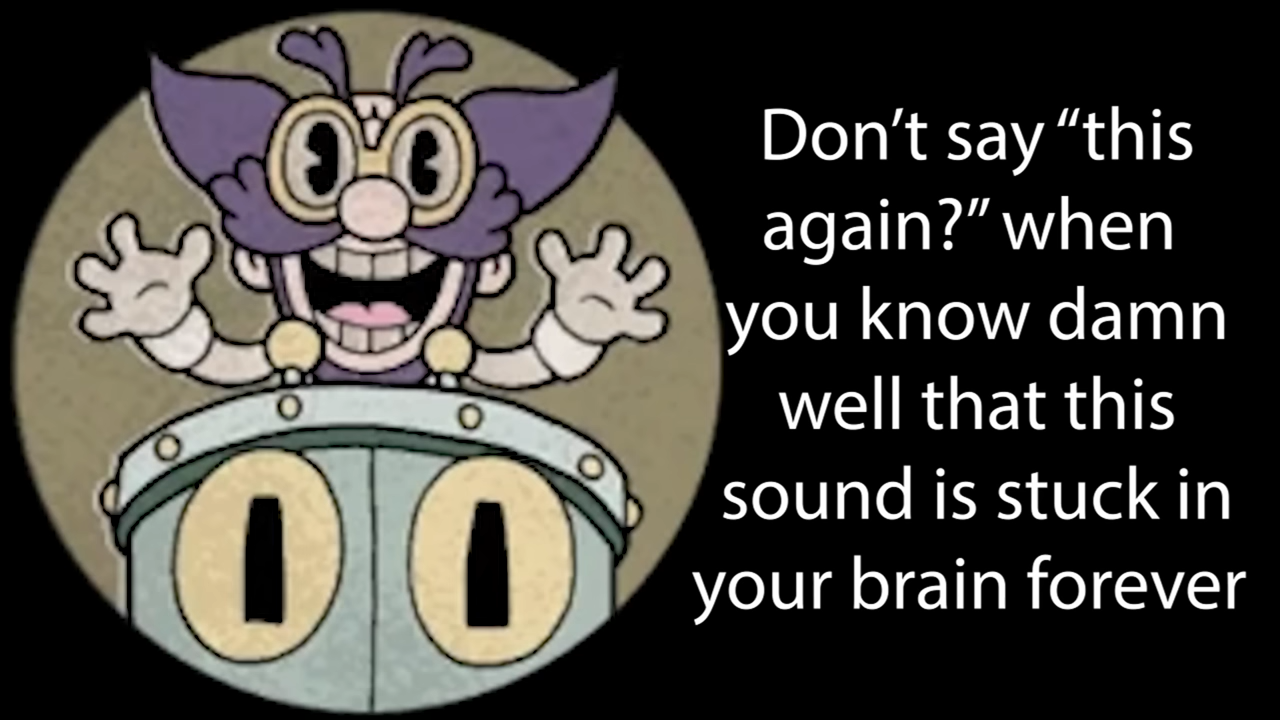 Don’t say “this
again?” when
you know damn
well that this
sound is stuck in
your brain forever